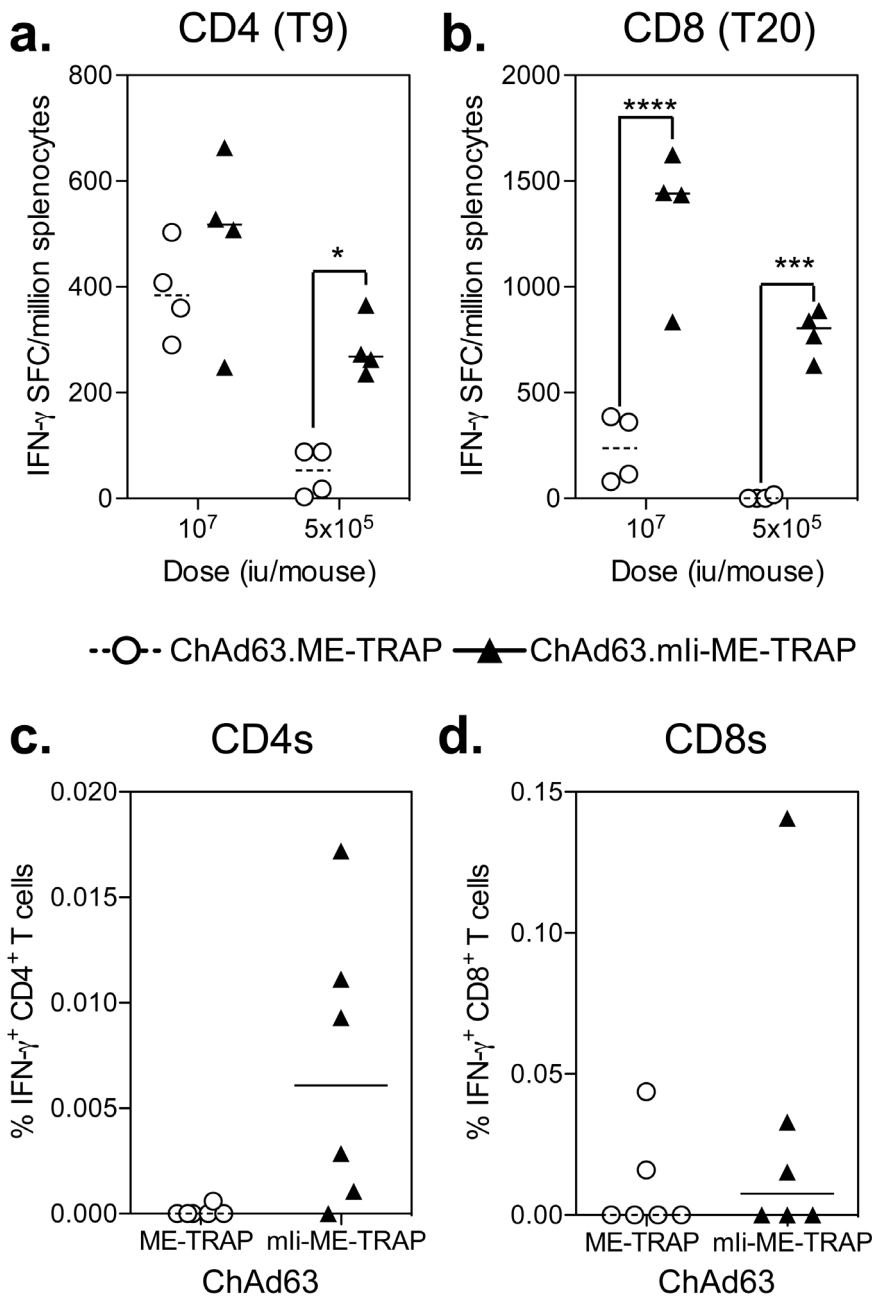 a.
CD4 (T9)
IFN-γ SFC/million splenocytes
800
600
400
200
0
*
10⁷
5x10⁵
Dose (iu/mouse)
b.
CD8 (T20)
IFN-γ SFC/million splenocytes
2000
1500
1000
500
0
****
***
10⁷
5x10⁵
Dose (iu/mouse)
ChAd63.ME-TRAP
ChAd63.mIi-ME-TRAP
c.
CD4s
% IFN-γ⁺ CD4⁺ T cells
0.020
0.015
0.010
0.005
0.000
ME-TRAP
mIi-ME-TRAP
ChAd63
d.
CD8s
% IFN-γ⁺ CD8⁺ T cells
0.15
0.10
0.05
0.00
ME-TRAP
mIi-ME-TRAP
ChAd63